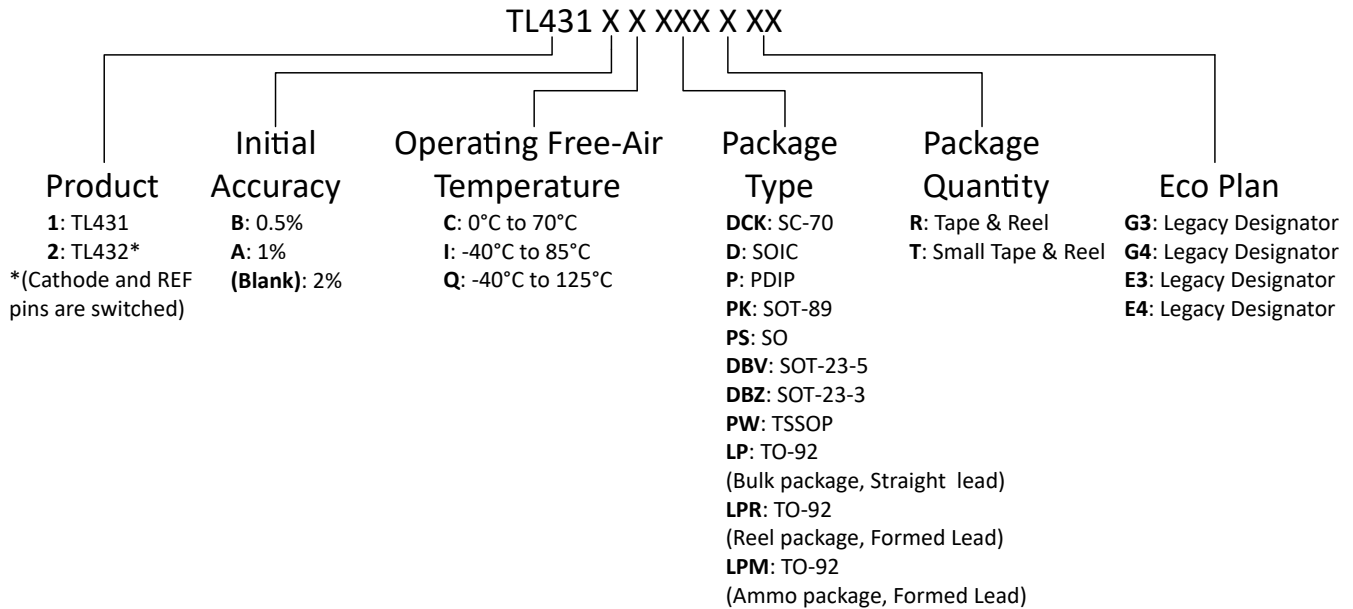 TL431 X X XXX X XX
Product
1: TL431
2: TL432*
*(Cathode and REF
pins are switched)
Initial
Accuracy
B: 0.5%
A: 1%
(Blank): 2%
Operating Free-Air
Temperature
C: 0°C to 70°C
I: -40°C to 85°C
Q: -40°C to 125°C
Package
Type
DCK: SC-70
D: SOIC
P: PDIP
PK: SOT-89
PS: SO
DBV: SOT-23-5
DBZ: SOT-23-3
PW: TSSOP
LP: TO-92
(Bulk package, Straight lead)
LPR: TO-92
(Reel package, Formed Lead)
LPM: TO-92
(Ammo package, Formed Lead)
Package
Quantity
R: Tape & Reel
T: Small Tape & Reel
Eco Plan
G3: Legacy Designator
G4: Legacy Designator
E3: Legacy Designator
E4: Legacy Designator